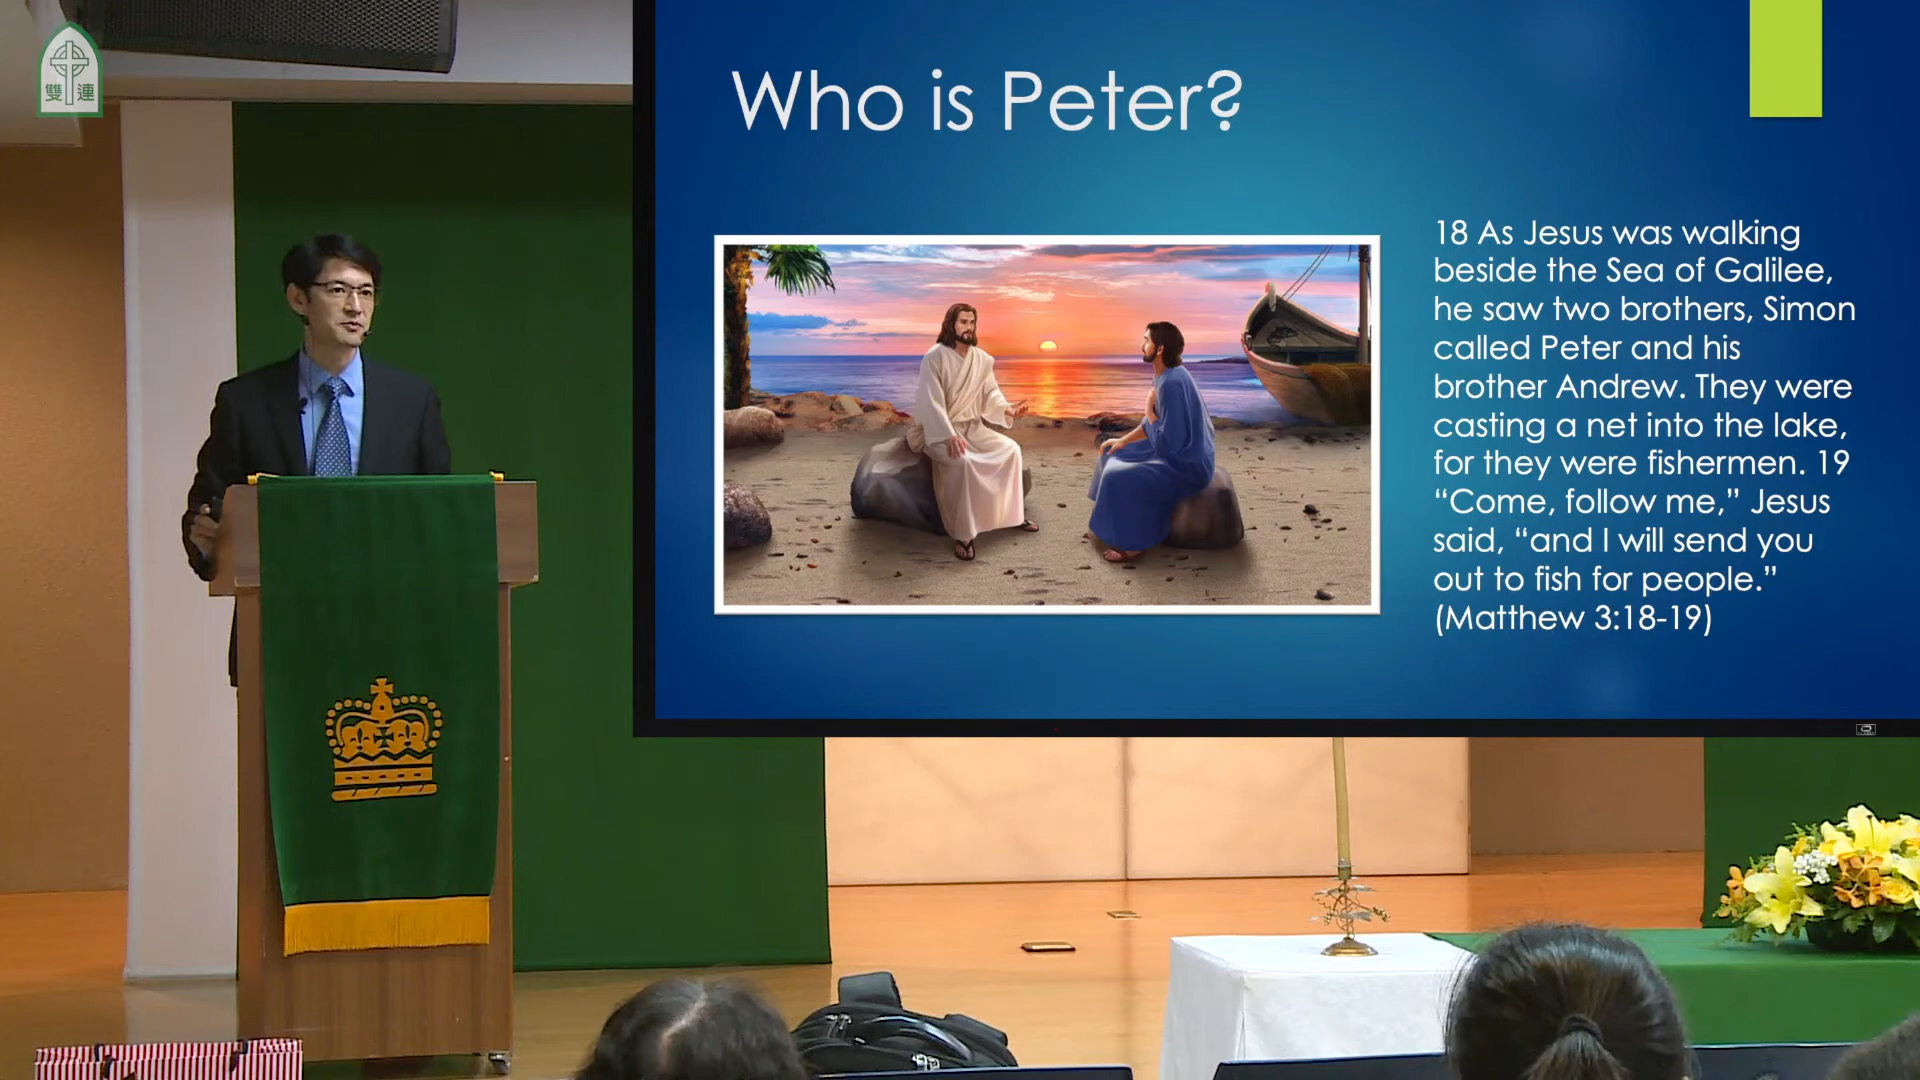 雙連
Who is Peter?
18 As Jesus was walking
beside the Sea of Galilee,
he saw two brothers, Simon
called Peter and his
brother Andrew. They were
casting a net into the lake,
for they were fishermen. 19
“Come, follow me,” Jesus
said, “and I will send you
out to fish for people.”
(Matthew 3:18-19)